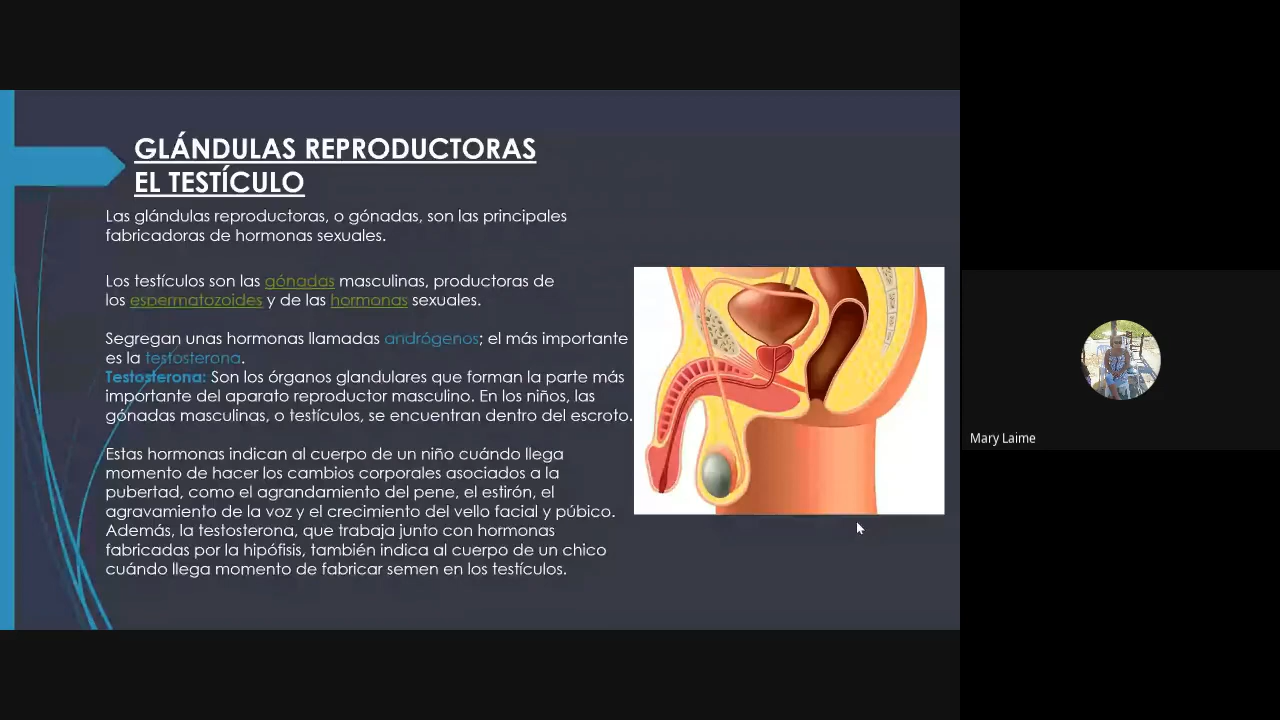 GLÁNDULAS REPRODUCTORAS
EL TESTÍCULO
Las glándulas reproductoras, o gónadas, son las principales
fabricadoras de hormonas sexuales.
Los testículos son las gónadas masculinas, productoras de
los espermatozoides y de las hormonas sexuales.
Segregan unas hormonas llamadas andrógenos; el más importante
es la testosterona.
Testosterona: Son los órganos glandulares que forman la parte más
importante del aparato reproductor masculino. En los niños, las
gónadas masculinas, o testículos, se encuentran dentro del escroto.
Estas hormonas indican al cuerpo de un niño cuándo llega
momento de hacer los cambios corporales asociados a la
pubertad, como el agrandamiento del pene, el estirón, el
agravamiento de la voz y el crecimiento del vello facial y púbico.
Además, la testosterona, que trabaja junto con hormonas
fabricadas por la hipófisis, también indica al cuerpo de un chico
cuándo llega momento de fabricar semen en los testículos.
Mary Laime